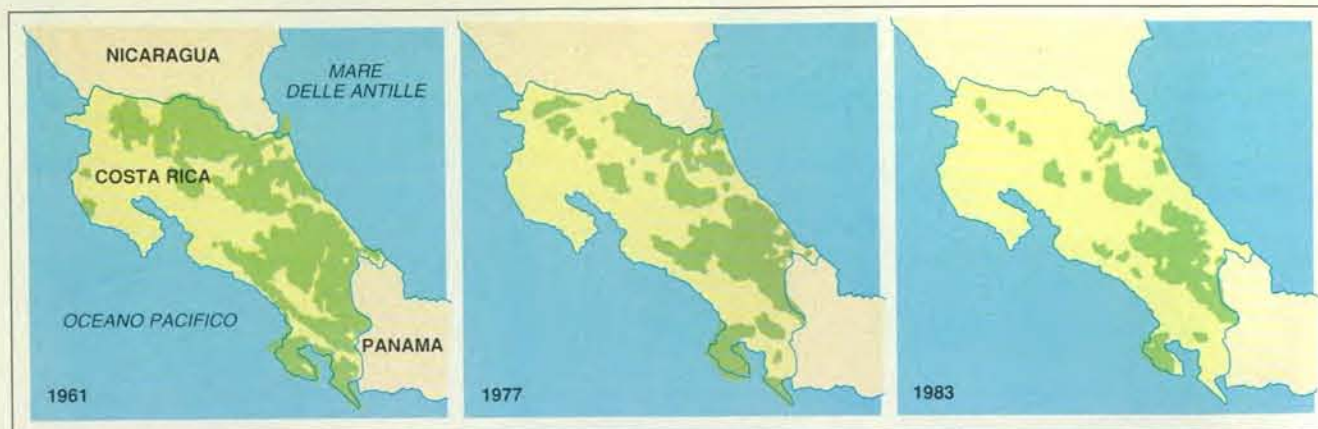 NICARAGUA
MARE
DELLE ANTILLE
COSTA RICA
OCEANO PACIFICO
PANAMA
1961
1977
1983